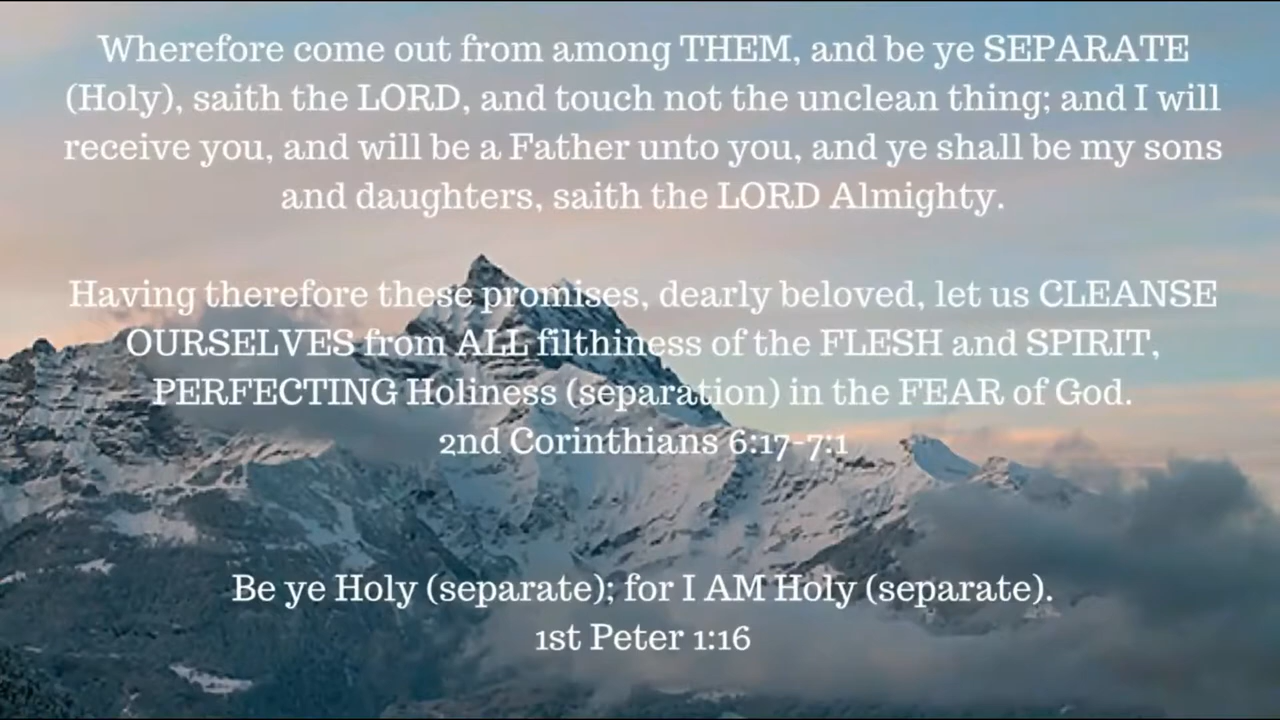 Wherefore come out from among THEM, and be ye SEPARATE
(Holy), saith the LORD, and touch not the unclean thing; and I will
receive you, and will be a Father unto you, and ye shall be my sons
and daughters, saith the LORD Almighty.
Having therefore these promises, dearly beloved, let us CLEANSE
OURSELVES from ALL filthiness of the FLESH and SPIRIT,
PERFECTING Holiness (separation) in the FEAR of God.
2nd Corinthians 6:17-7:1
Be ye Holy (separate); for I AM Holy (separate).
1st Peter 1:16